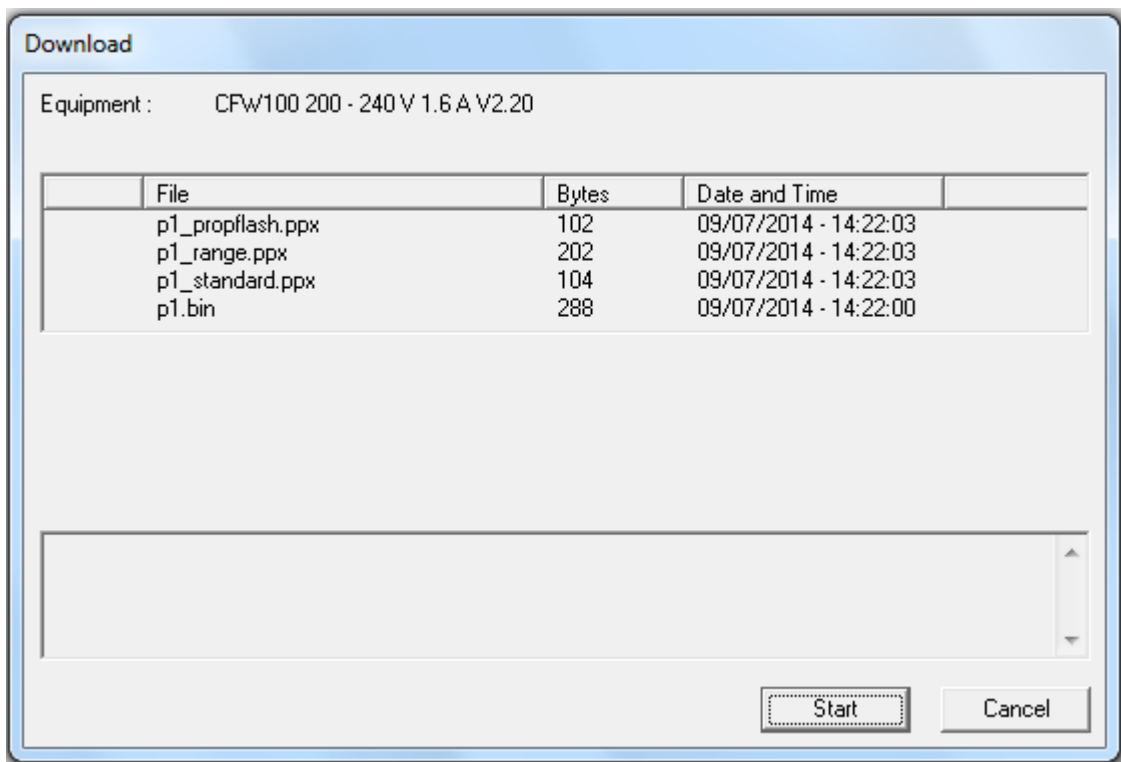 Download
Equipment : CFW100 200 - 240 V 1.6 A V2.20
File Bytes Date and Time
p1_propflash.ppx 102 09/07/2014 - 14:22:03
p1_range.ppx 202 09/07/2014 - 14:22:03
p1_standard.ppx 104 09/07/2014 - 14:22:03
p1.bin 288 09/07/2014 - 14:22:00
Start Cancel